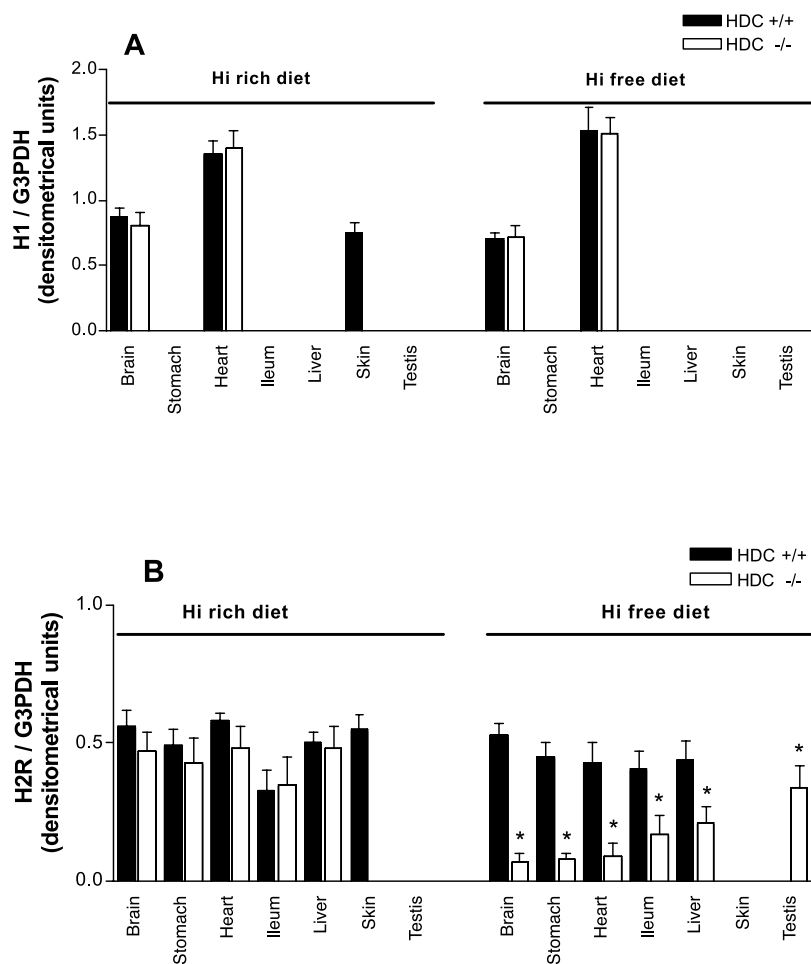 HDC +/+
HDC -/-
A
Hi rich diet
Hi free diet
H1 / G3PDH
(densitometrical units)
2.0
1.5
1.0
0.5
0.0
Brain
Stomach
Heart
Ileum
Liver
Skin
Testis
Brain
Stomach
Heart
Ileum
Liver
Skin
Testis
HDC +/+
HDC -/-
B
Hi rich diet
Hi free diet
H2R / G3PDH
(densitometrical units)
1.0
0.5
0.0
* * * * * *
Brain
Stomach
Heart
Ileum
Liver
Skin
Testis
Brain
Stomach
Heart
Ileum
Liver
Skin
Testis